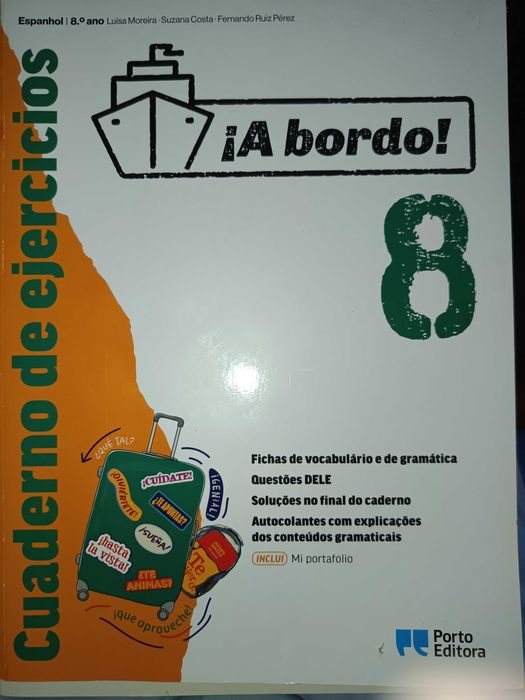 Espanhol | 8.º ano Luísa Moreira · Suzana Costa · Fernando Ruiz Pérez
Cuaderno de ejercicios
¡A bordo!
8
Fichas de vocabulário e de gramática
Questões DELE
Soluções no final do caderno
Autocolantes com explicações
dos conteúdos gramaticais
INCLUI Mi portafolio
¿QUÉ TAL?
¡CUÍDATE!
¡DIVIÉRTETE!
¿TE APUNTAS?
¡GENIAL!
¡SUEÑA!
¡hasta
la vista!
¿TE
ANIMAS?
Te
¡que aproveche!
Porto
Editora